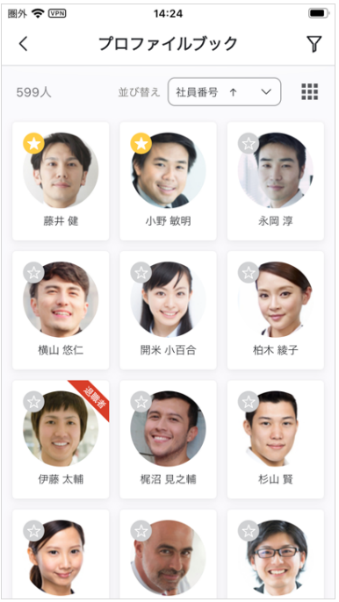 圏外 VPN 14:24
プロファイルブック
599人 並び替え 社員番号 ↑
藤井 健 小野 敏明 永岡 淳
横山 悠仁 開米 小百合 柏木 綾子
退職者
伊藤 太輔 梶沼 見之輔 杉山 賢